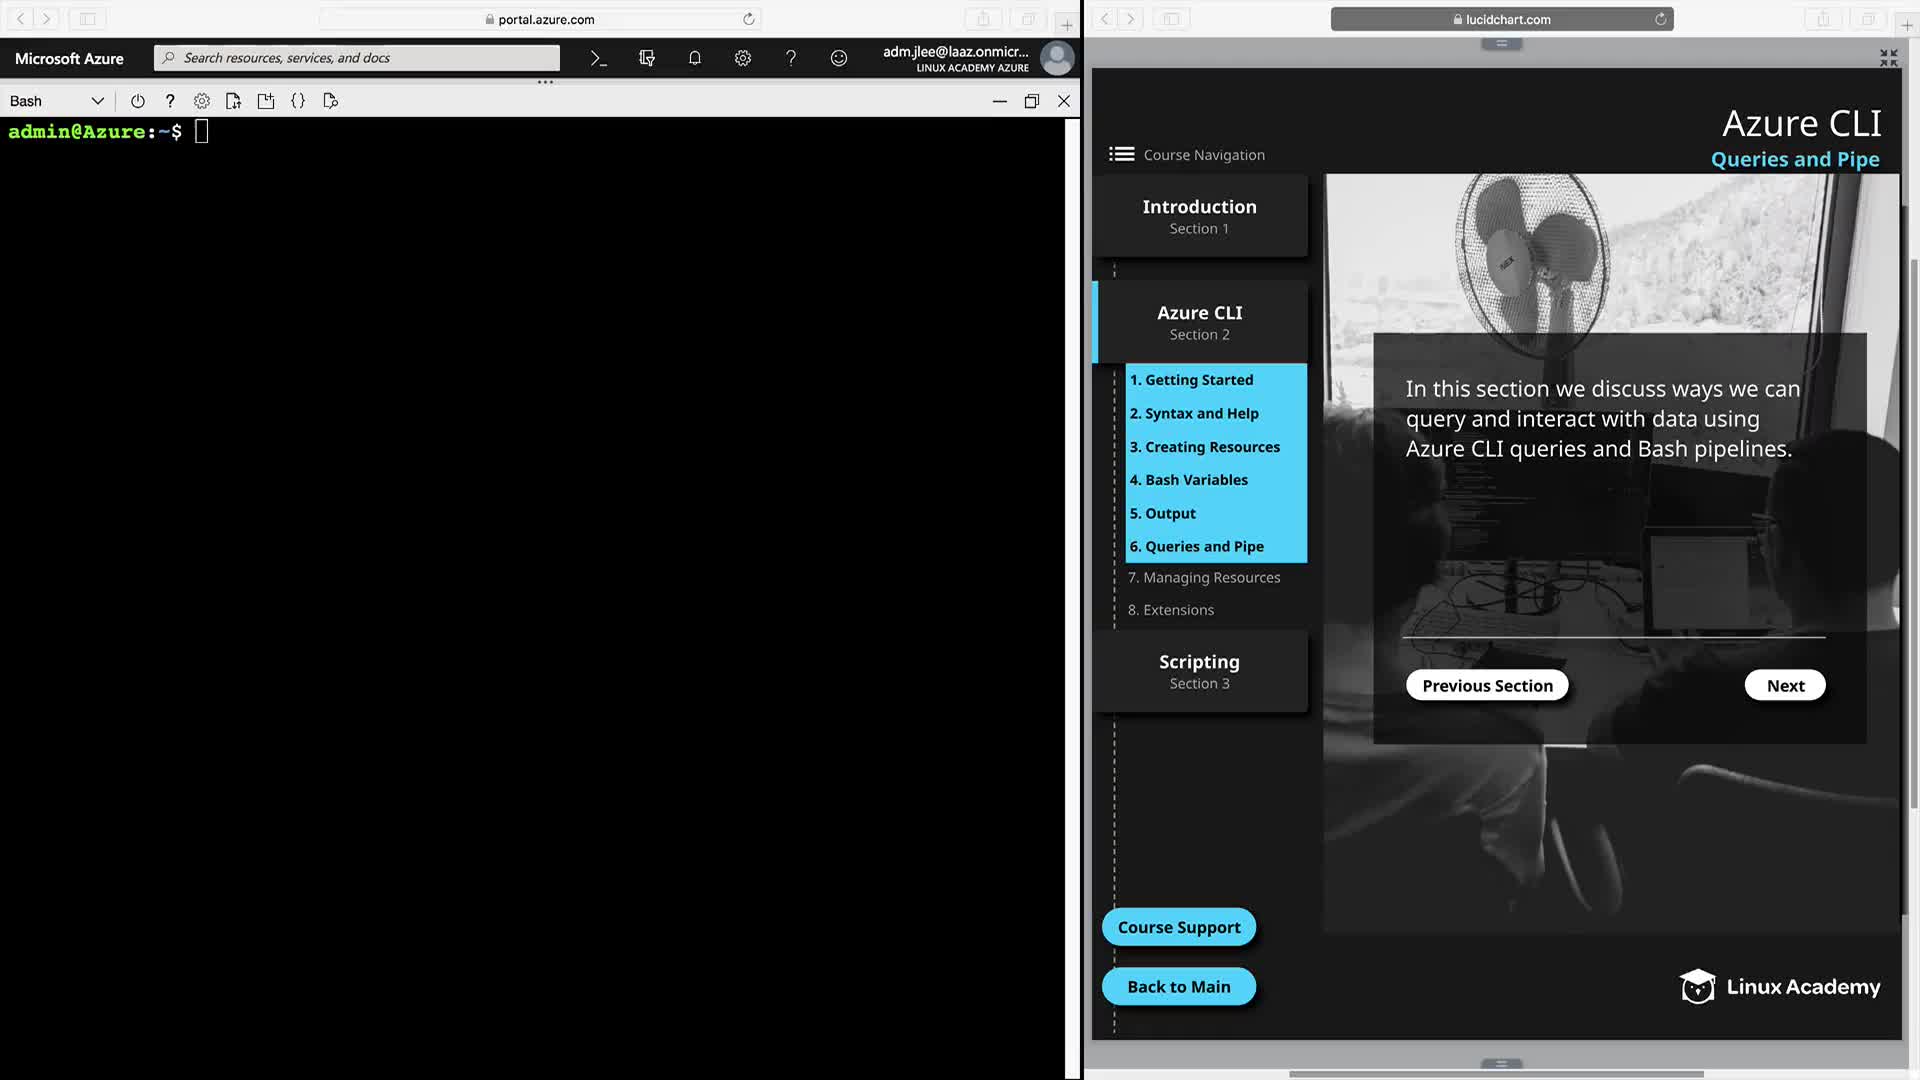 portal.azure.com
lucidchart.com
Microsoft Azure
Search resources, services, and docs
adm.jlee@laaz.onmicr...
LINUX ACADEMY AZURE
Bash
admin@Azure:~$
Azure CLI
Queries and Pipe
Course Navigation
Introduction
Section 1
Azure CLI
Section 2
1. Getting Started
2. Syntax and Help
3. Creating Resources
4. Bash Variables
5. Output
6. Queries and Pipe
7. Managing Resources
8. Extensions
Scripting
Section 3
In this section we discuss ways we can
query and interact with data using
Azure CLI queries and Bash pipelines.
Previous Section
Next
Course Support
Back to Main
Linux Academy